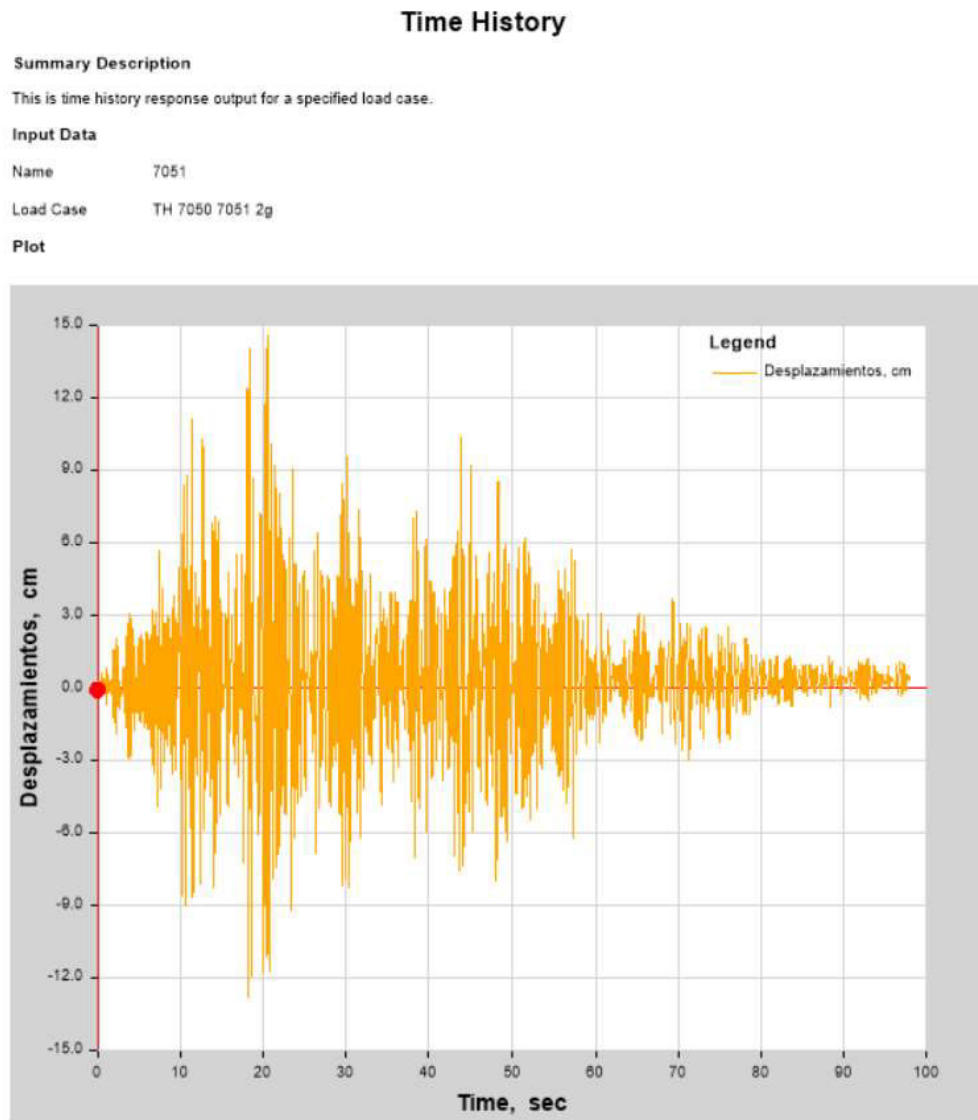 Time History
Summary Description
This is time history response output for a specified load case.
Input Data
Name 7051
Load Case TH 7050 7051 2g
Plot
Legend
Desplazamientos, cm
15.0
12.0
9.0
6.0
3.0
0.0
-3.0
-6.0
-9.0
-12.0
-15.0
Desplazamientos, cm
0 10 20 30 40 50 60 70 80 90 100
Time, sec